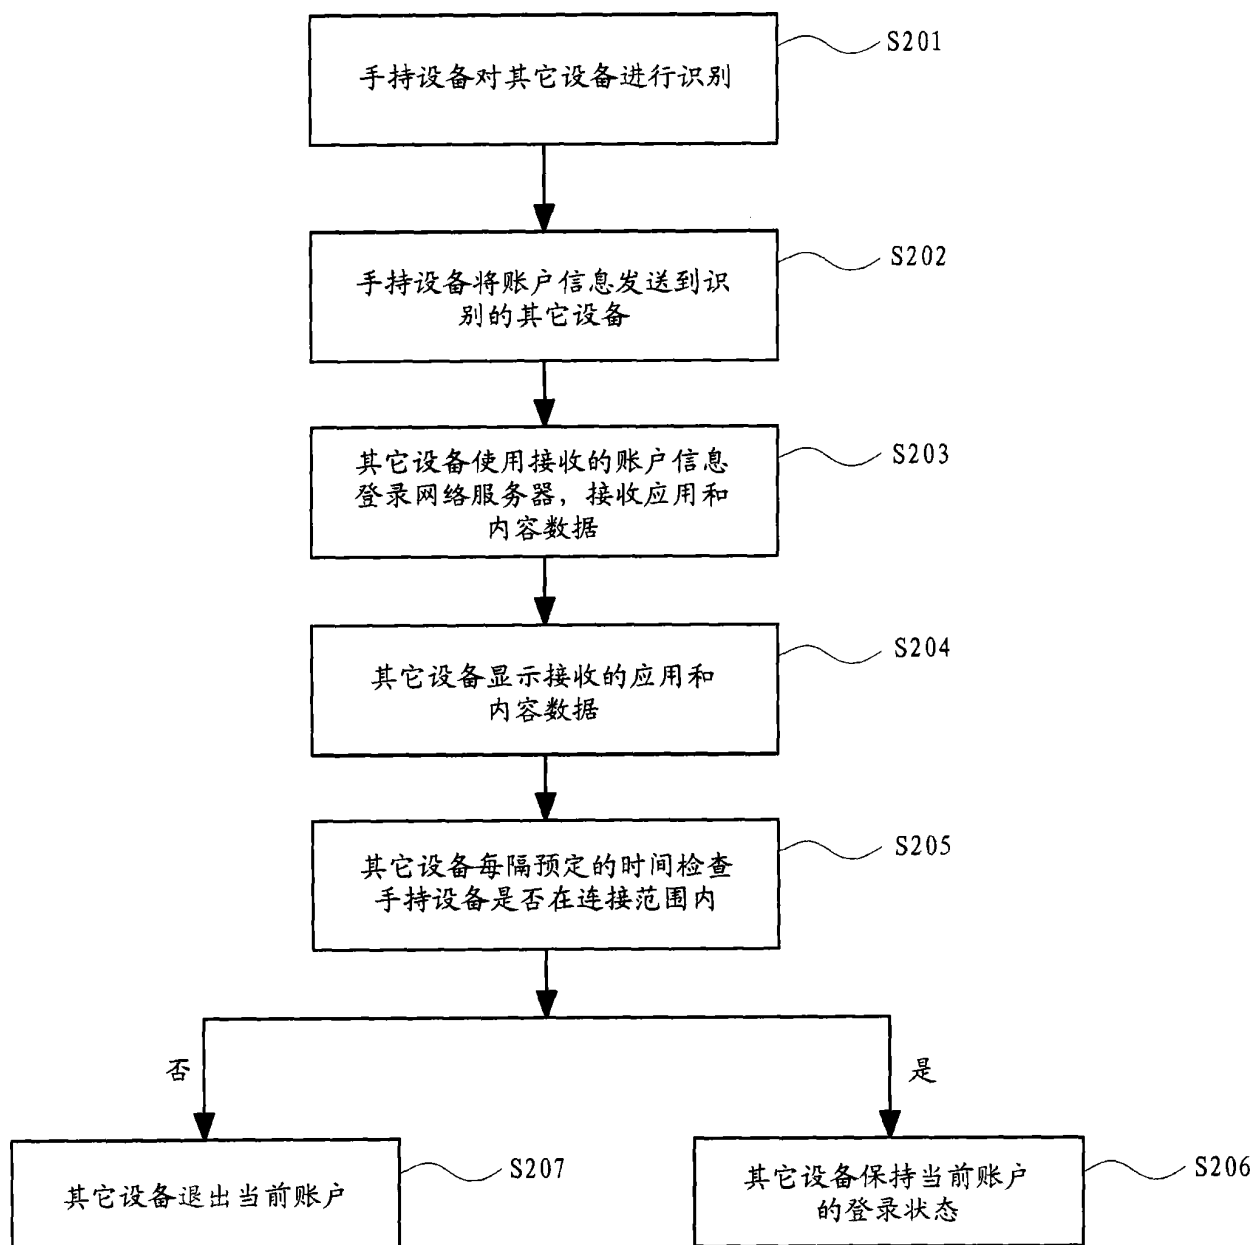 手持设备对其它设备进行识别
S201
手持设备将账户信息发送到识
别的其它设备
S202
其它设备使用接收的账户信息
登录网络服务器，接收应用和
内容数据
S203
其它设备显示接收的应用和
内容数据
S204
其它设备每隔预定的时间检查
手持设备是否在连接范围内
S205
否
是
其它设备退出当前账户
S207
其它设备保持当前账户
的登录状态
S206